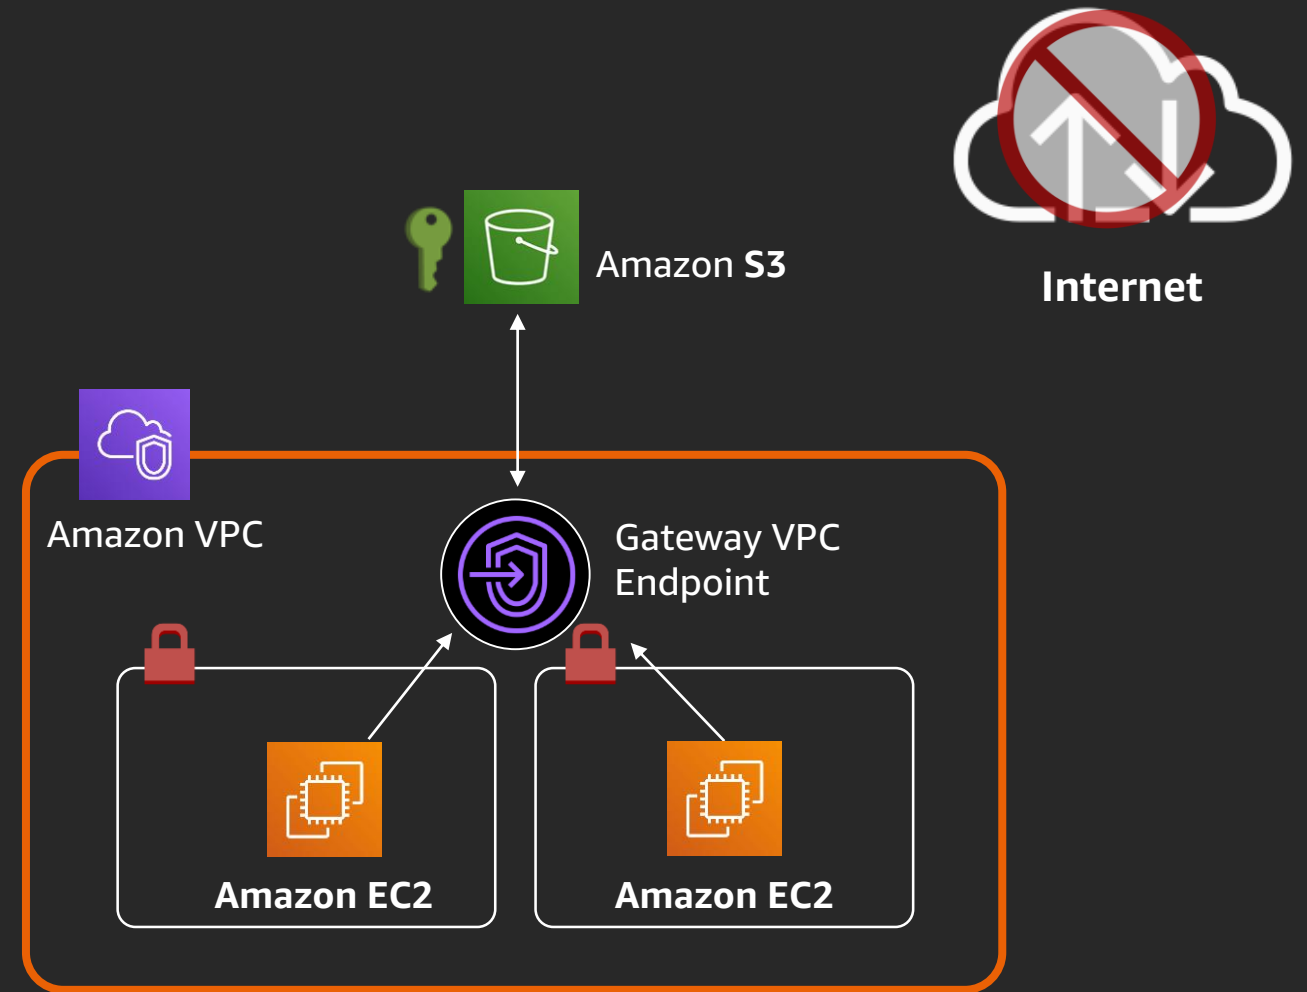 Internet
Amazon S3
Amazon VPC
Gateway VPC
Endpoint
Amazon EC2
Amazon EC2